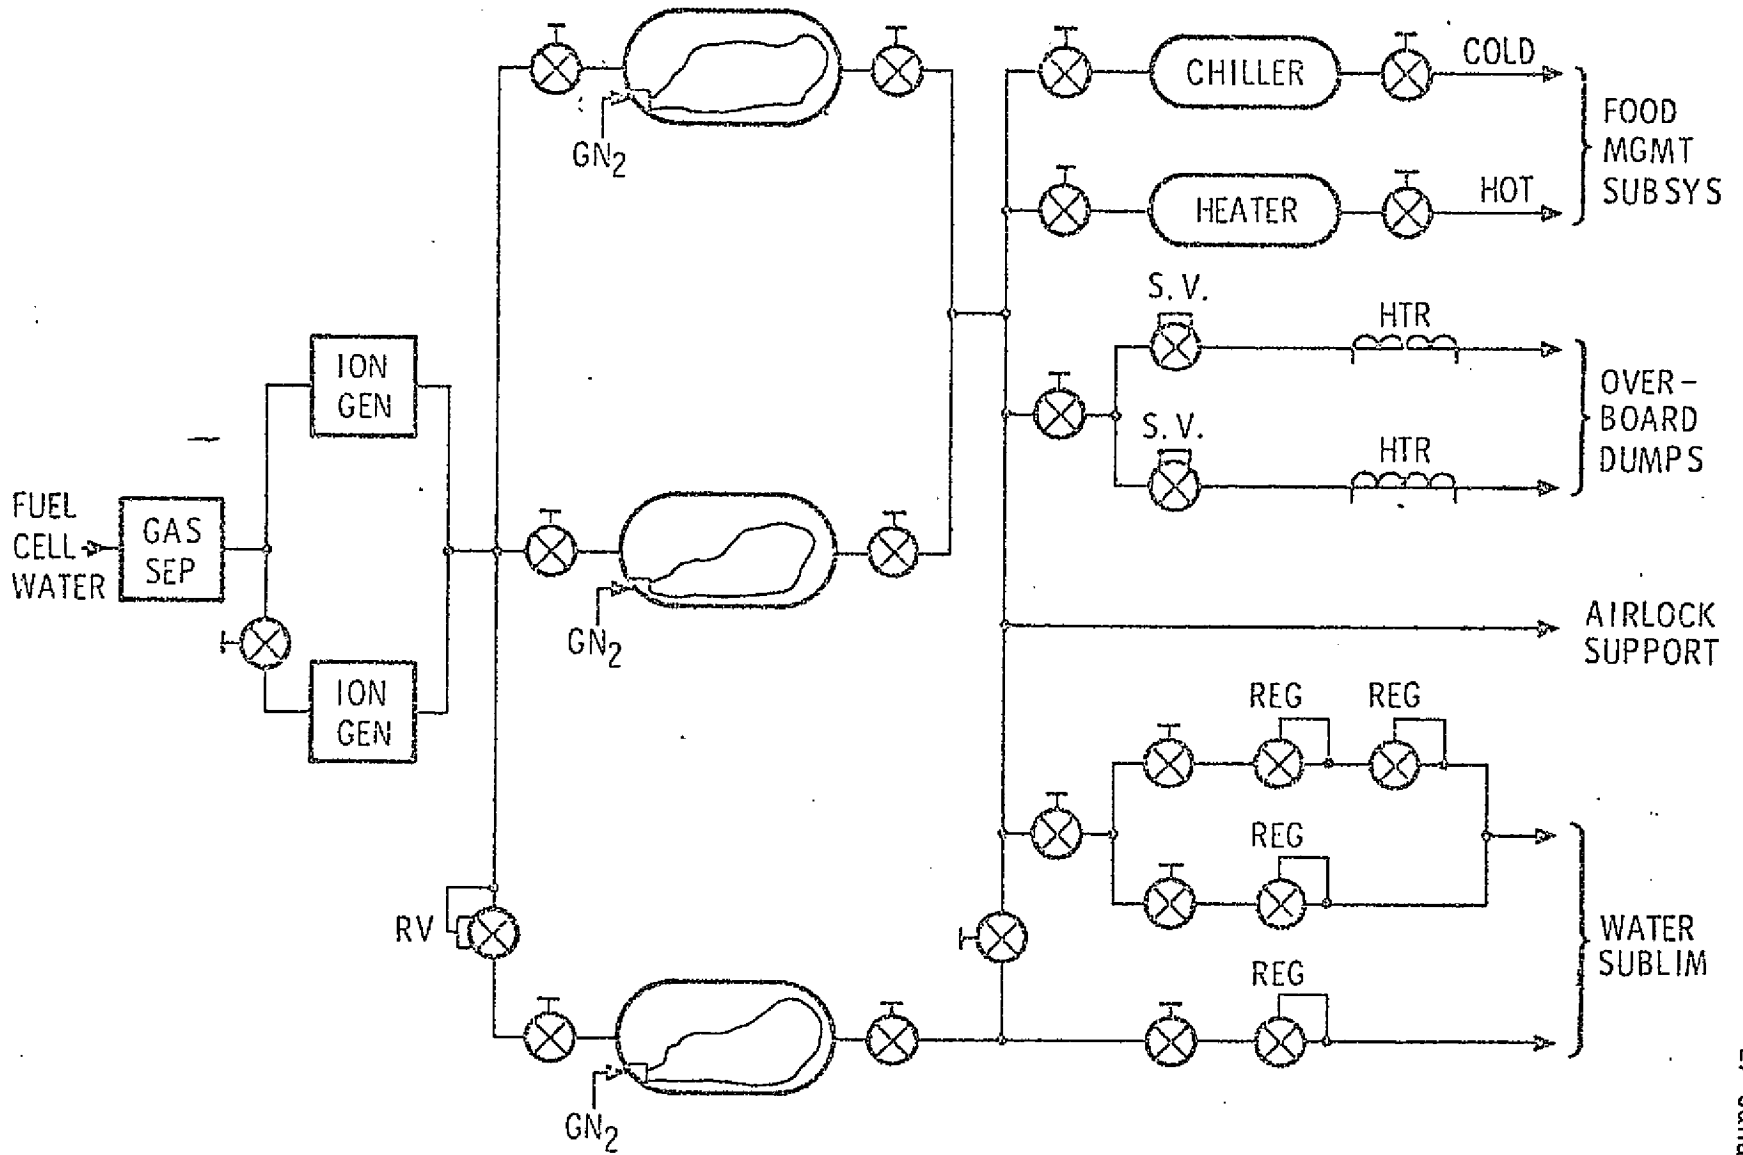 COLD
CHILLER
FOOD
MGMT
SUBSYS
GN2
HOT
HEATER
S. V.
HTR
ION
GEN
OVER-
BOARD
DUMPS
S. V.
HTR
FUEL
CELL
WATER
GAS
SEP
GN2
AIRLOCK
SUPPORT
ION
GEN
REG
REG
REG
RV
WATER
SUBLIM
REG
GN2